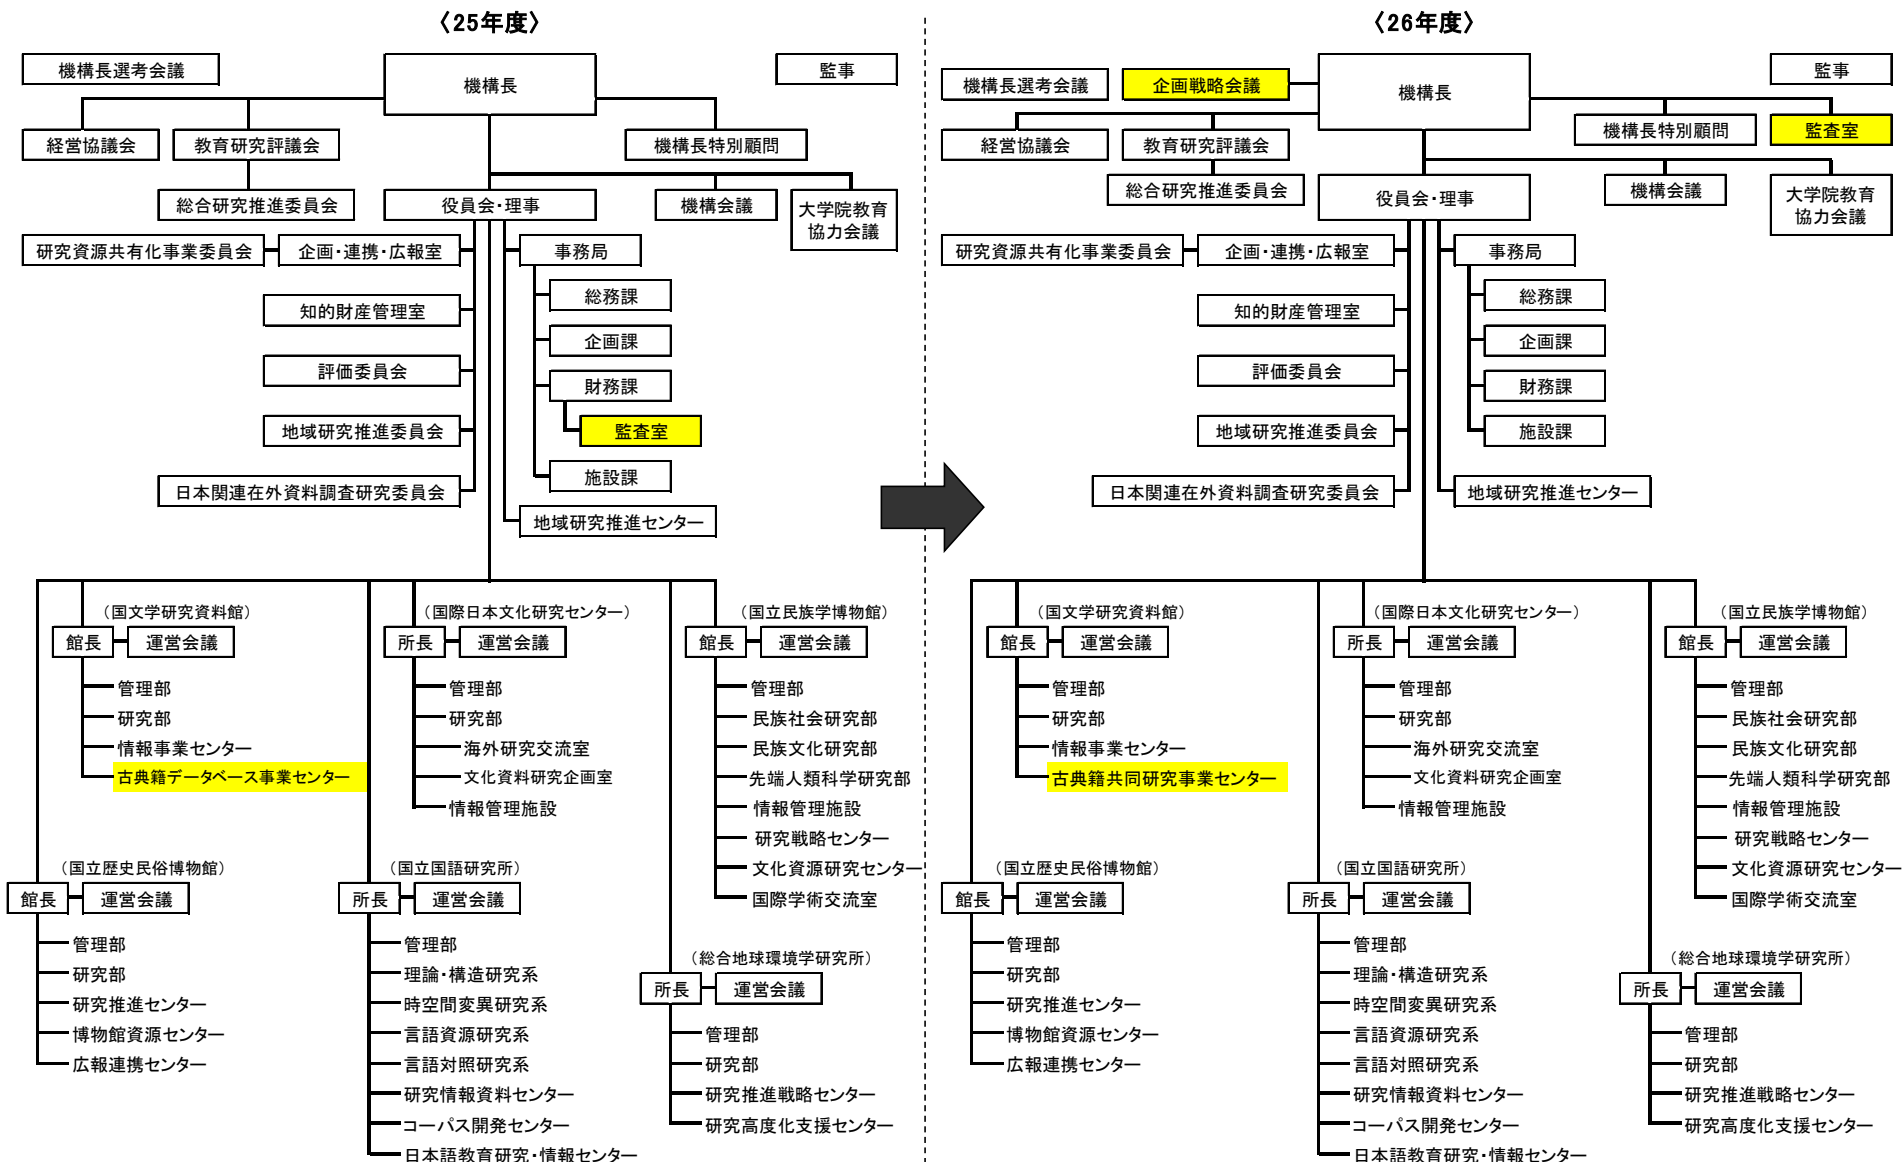 〈25年度〉
機構長選考会議
機構長
監事
経営協議会
教育研究評議会
機構長特別顧問
総合研究推進委員会
役員会・理事
機構会議
大学院教育
協力会議
研究資源共有化事業委員会
企画・連携・広報室
事務局
総務課
知的財産管理室
企画課
評価委員会
財務課
地域研究推進委員会
監査室
施設課
日本関連在外資料調査研究委員会
地域研究推進センター
（国文学研究資料館）
館長
運営会議
管理部
研究部
情報事業センター
古典籍データベース事業センター
（国際日本文化研究センター）
所長
運営会議
管理部
研究部
海外研究交流室
文化資料研究企画室
情報管理施設
（国立民族学博物館）
館長
運営会議
管理部
民族社会研究部
民族文化研究部
先端人類科学研究部
情報管理施設
研究戦略センター
文化資源研究センター
国際学術交流室
（国立歴史民俗博物館）
館長
運営会議
管理部
研究部
研究推進センター
博物館資源センター
広報連携センター
（国立国語研究所）
所長
運営会議
管理部
理論・構造研究系
時空間変異研究系
言語資源研究系
言語対照研究系
研究情報資料センター
コーパス開発センター
日本語教育研究・情報センター
（総合地球環境学研究所）
所長
運営会議
管理部
研究部
研究推進戦略センター
研究高度化支援センター
〈26年度〉
機構長選考会議
企画戦略会議
機構長
監事
経営協議会
教育研究評議会
機構長特別顧問
監査室
総合研究推進委員会
役員会・理事
機構会議
大学院教育
協力会議
研究資源共有化事業委員会
企画・連携・広報室
事務局
総務課
知的財産管理室
企画課
評価委員会
財務課
地域研究推進委員会
施設課
日本関連在外資料調査研究委員会
地域研究推進センター
（国文学研究資料館）
館長
運営会議
管理部
研究部
情報事業センター
古典籍共同研究事業センター
（国際日本文化研究センター）
所長
運営会議
管理部
研究部
海外研究交流室
文化資料研究企画室
情報管理施設
（国立民族学博物館）
館長
運営会議
管理部
民族社会研究部
民族文化研究部
先端人類科学研究部
情報管理施設
研究戦略センター
文化資源研究センター
国際学術交流室
（国立歴史民俗博物館）
館長
運営会議
管理部
研究部
研究推進センター
博物館資源センター
広報連携センター
（国立国語研究所）
所長
運営会議
管理部
理論・構造研究系
時空間変異研究系
言語資源研究系
言語対照研究系
研究情報資料センター
コーパス開発センター
日本語教育研究・情報センター
（総合地球環境学研究所）
所長
運営会議
管理部
研究部
研究推進戦略センター
研究高度化支援センター